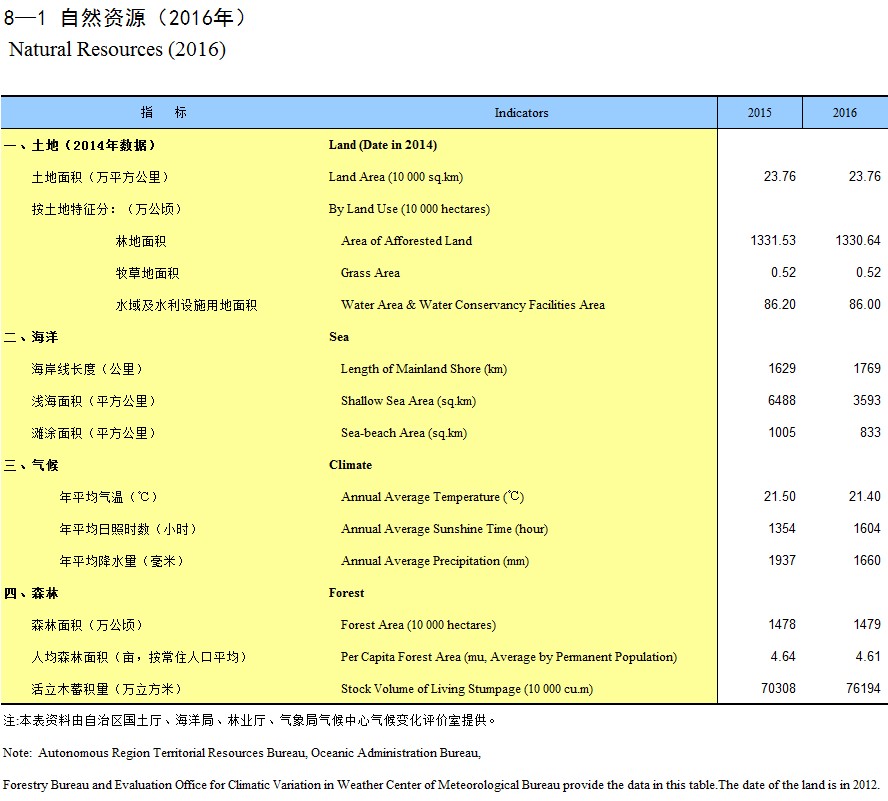 8—1 自然资源（2016年）
Natural Resources (2016)
指 标 Indicators 2015 2016
一、土地（2014年数据） Land (Date in 2014)
土地面积（万平方公里） Land Area (10 000 sq.km) 23.76 23.76
按土地特征分：（万公顷） By Land Use (10 000 hectares)
林地面积 Area of Afforested Land 1331.53 1330.64
牧草地面积 Grass Area 0.52 0.52
水域及水利设施用地面积 Water Area & Water Conservancy Facilities Area 86.20 86.00
二、海洋 Sea
海岸线长度（公里） Length of Mainland Shore (km) 1629 1769
浅海面积（平方公里） Shallow Sea Area (sq.km) 6488 3593
滩涂面积（平方公里） Sea-beach Area (sq.km) 1005 833
三、气候 Climate
年平均气温（℃） Annual Average Temperature (℃) 21.50 21.40
年平均日照时数（小时） Annual Average Sunshine Time (hour) 1354 1604
年平均降水量（毫米） Annual Average Precipitation (mm) 1937 1660
四、森林 Forest
森林面积（万公顷） Forest Area (10 000 hectares) 1478 1479
人均森林面积（亩，按常住人口平均） Per Capita Forest Area (mu, Average by Permanent Population) 4.64 4.61
活立木蓄积量（万立方米） Stock Volume of Living Stumpage (10 000 cu.m) 70308 76194
注:本表资料由自治区国土厅、海洋局、林业厅、气象局气候中心气候变化评价室提供。
Note: Autonomous Region Territorial Resources Bureau, Oceanic Administration Bureau,
Forestry Bureau and Evaluation Office for Climatic Variation in Weather Center of Meteorological Bureau provide the data in this table.The date of the land is in 2012.